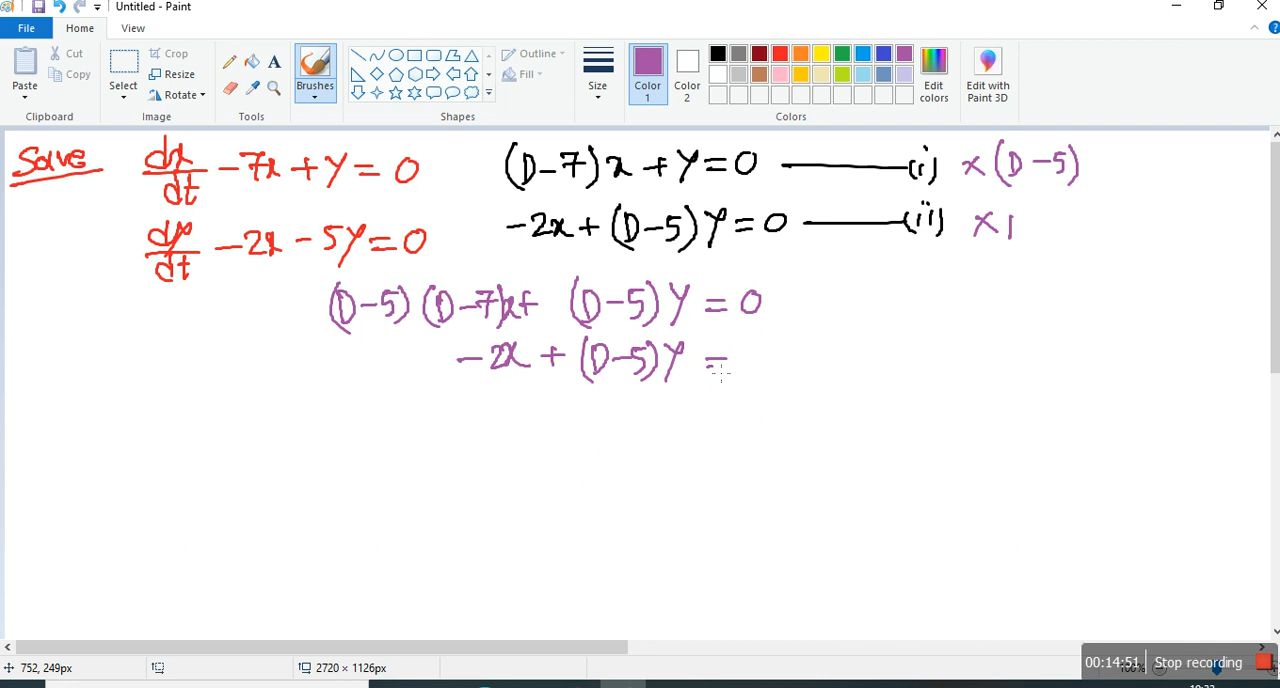 Untitled - Paint
File Home View
Paste Cut Copy Clipboard
Select Crop Resize Rotate Image
Tools
Brushes
Outline Fill Shapes
Size
Color 1 Color 2 Edit colors Colors
Edit with Paint 3D
Solve dx/dt - 7x + y = 0
dy/dt - 2x - 5y = 0
(D-7)x + y = 0 (i) ×(D-5)
-2x + (D-5)y = 0 (ii) ×1
(D-5)(D-7)x + (D-5)y = 0
-2x + (D-5)y =
752, 249px 2720 × 1126px
00:14:51 Stop recording